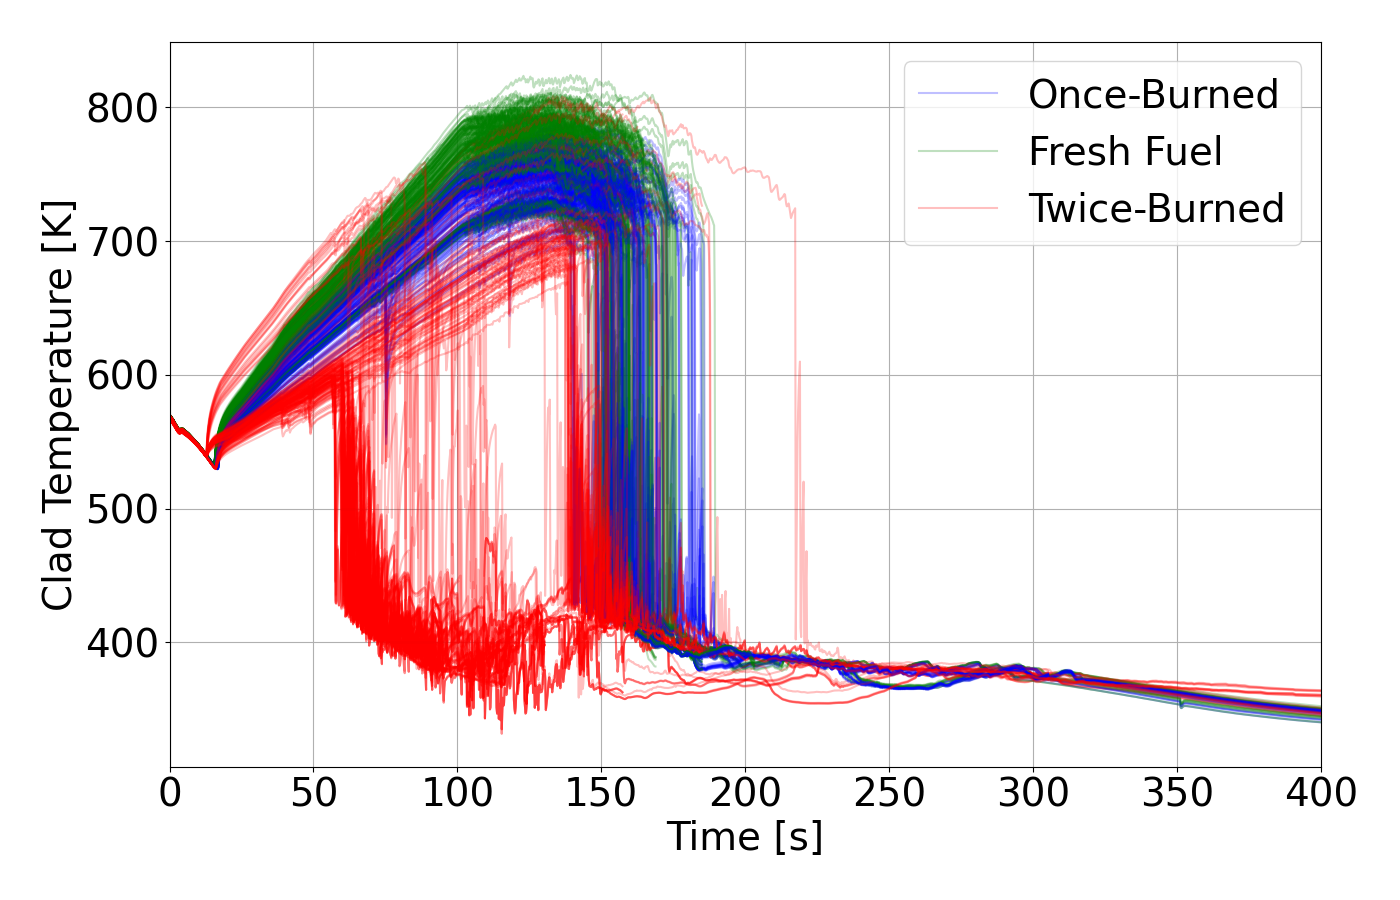 Once-Burned
Fresh Fuel
Twice-Burned
Clad Temperature [K]
800
700
600
500
400
0 50 100 150 200 250 300 350 400
Time [s]